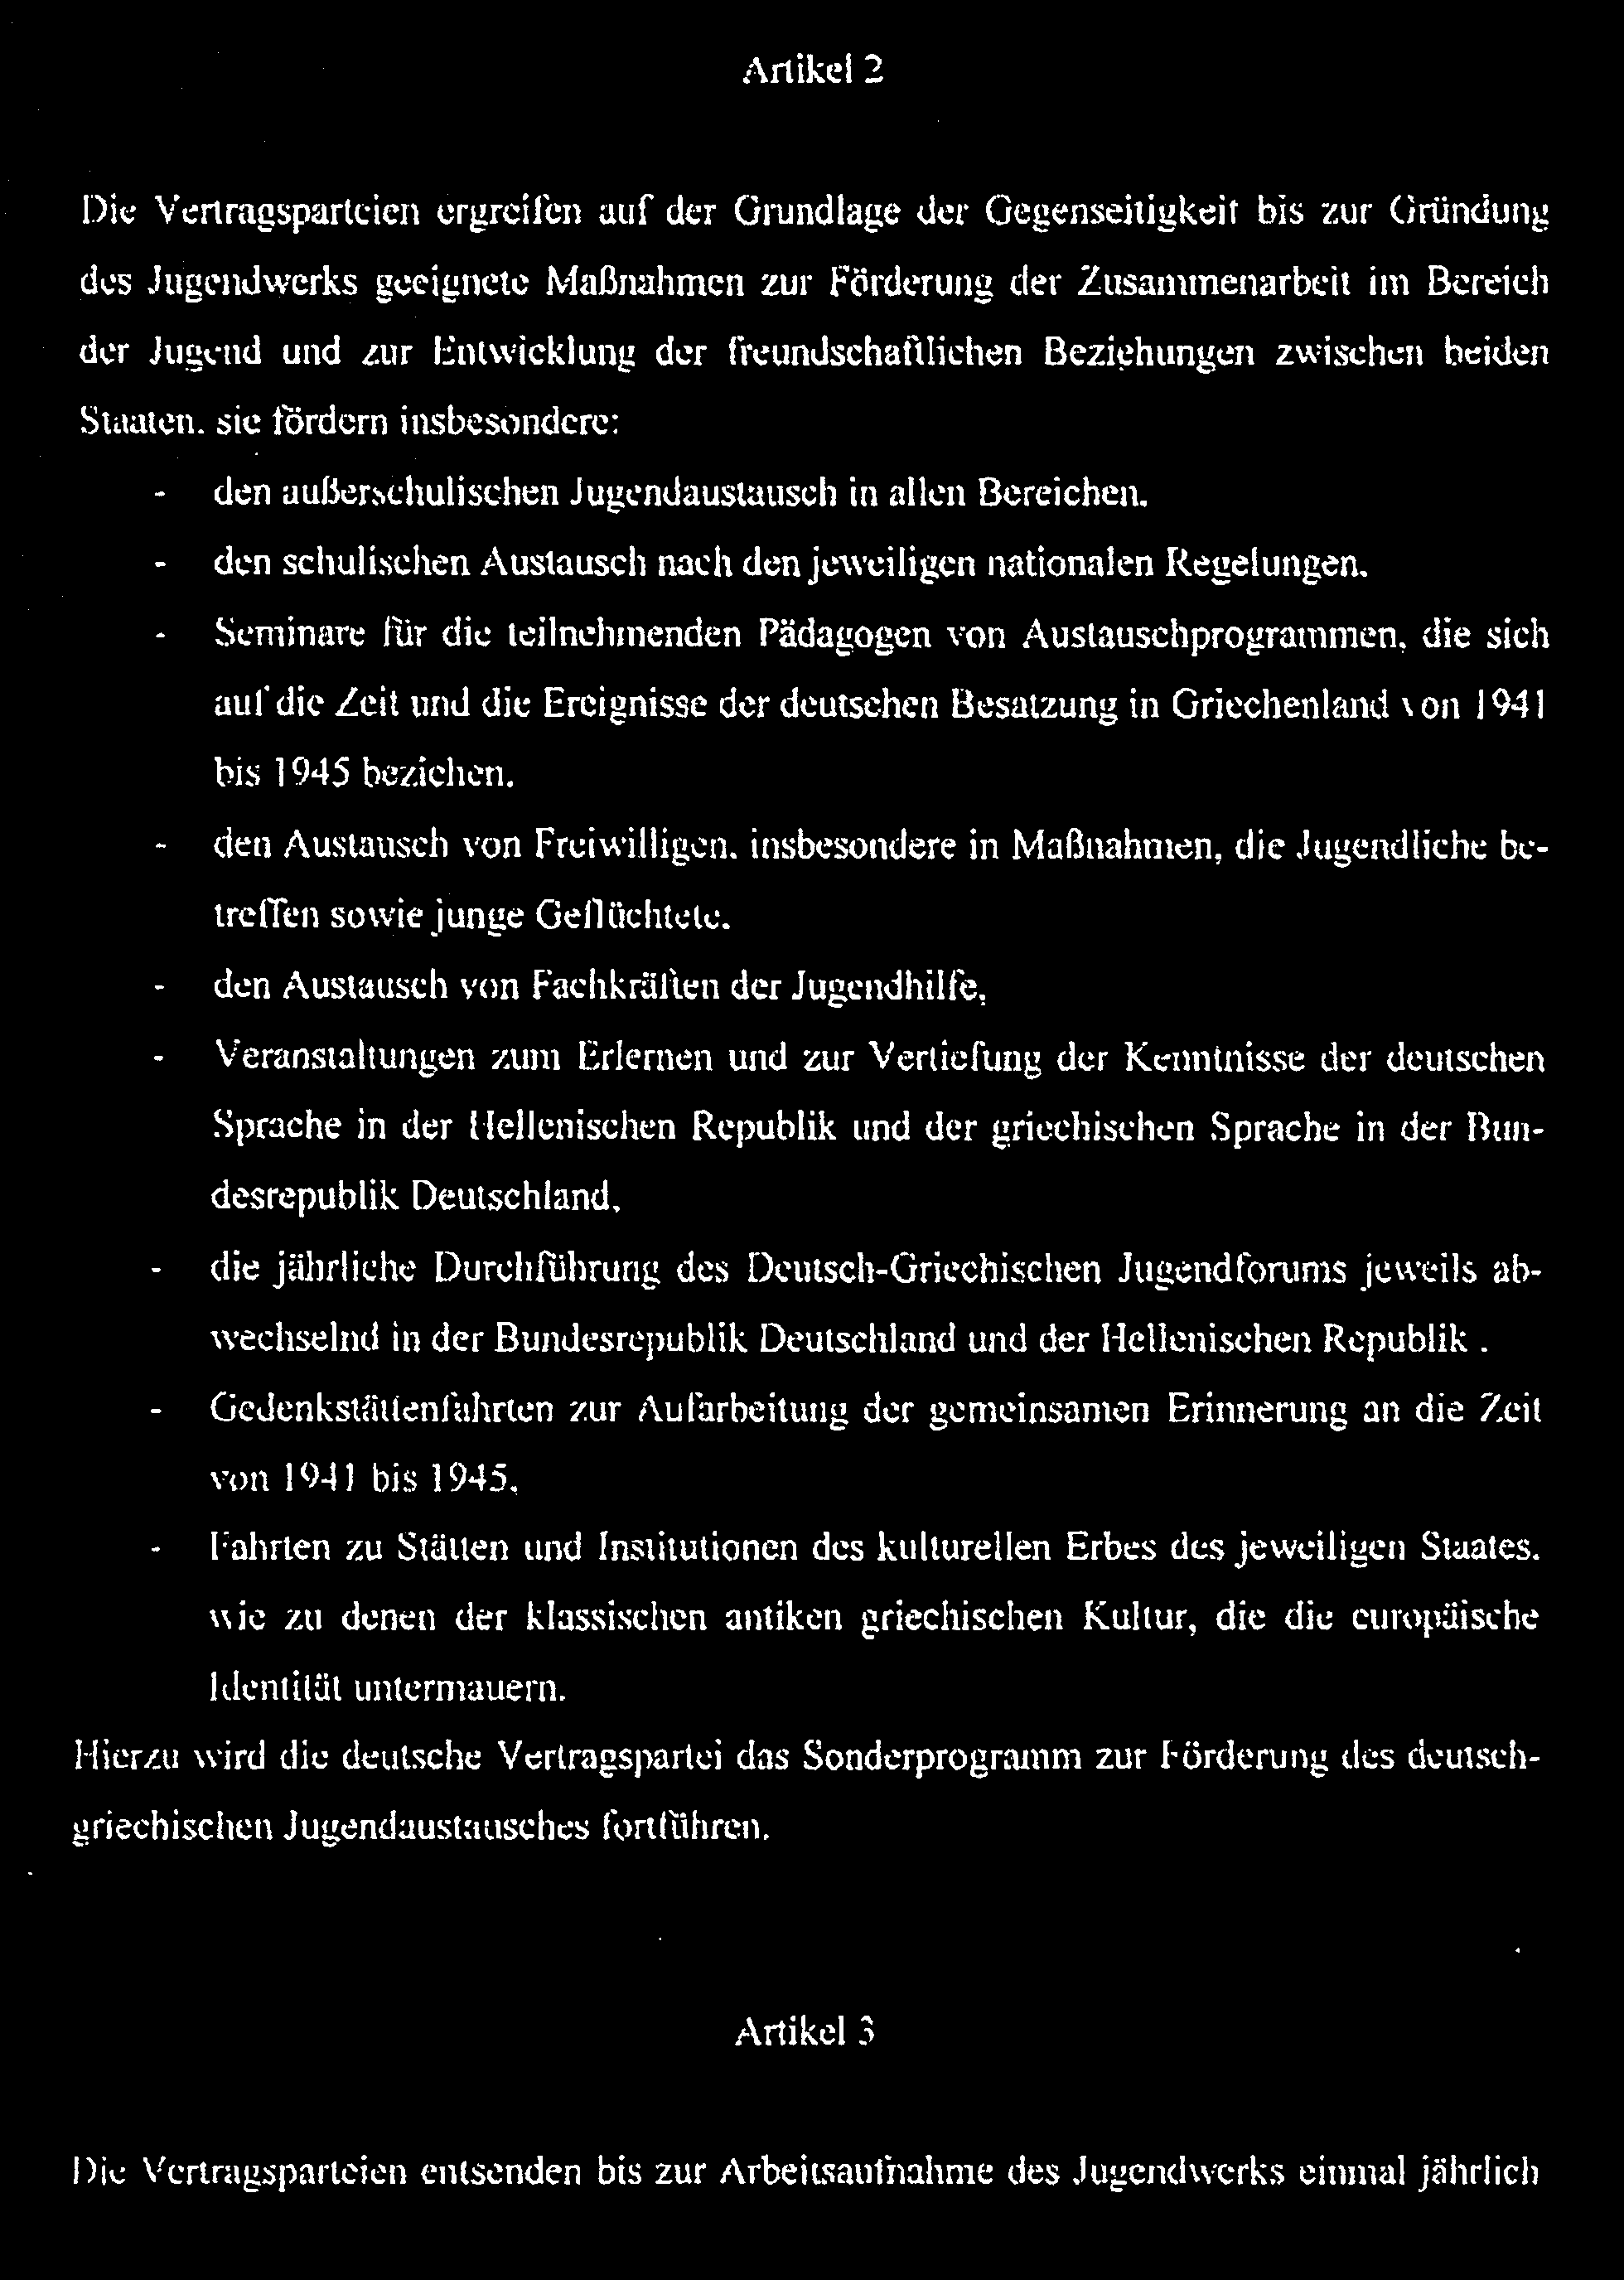 Artikel 2
Die Vertragsparteien ergreifen auf der Grundlage der Gegenseitigkeit bis zur Gründung
des Jugendwerks geeignete Maßnahmen zur Förderung der Zusammenarbeit im Bereich
der Jugend und zur Entwicklung der freundschaftlichen Beziehungen zwischen beiden
Staaten. sie fördern insbesondere:
- den außerschulischen Jugendaustausch in allen Bereichen,
- den schulischen Austausch nach den jeweiligen nationalen Regelungen,
- Seminare für die teilnehmenden Pädagogen von Austauschprogrammen, die sich
auf die Zeit und die Ereignisse der deutschen Besatzung in Griechenland von 1941
bis 1945 beziehen,
- den Austausch von Freiwilligen, insbesondere in Maßnahmen, die Jugendliche be-
treffen sowie junge Geflüchtete,
- den Austausch von Fachkräften der Jugendhilfe,
- Veranstaltungen zum Erlernen und zur Vertiefung der Kenntnisse der deutschen
Sprache in der Hellenischen Republik und der griechischen Sprache in der Bun-
desrepublik Deutschland,
- die jährliche Durchführung des Deutsch-Griechischen Jugendforums jeweils ab-
wechselnd in der Bundesrepublik Deutschland und der Hellenischen Republik .
- Gedenkstättenfahrten zur Aufarbeitung der gemeinsamen Erinnerung an die Zeit
von 1941 bis 1945,
- Fahrten zu Stätten und Institutionen des kulturellen Erbes des jeweiligen Staates,
wie zu denen der klassischen antiken griechischen Kultur, die die europäische
Identität untermauern.
Hierzu wird die deutsche Vertragspartei das Sonderprogramm zur Förderung des deutsch-
griechischen Jugendaustausches fortführen.
Artikel 3
Die Vertragsparteien entsenden bis zur Arbeitsaufnahme des Jugendwerks einmal jährlich